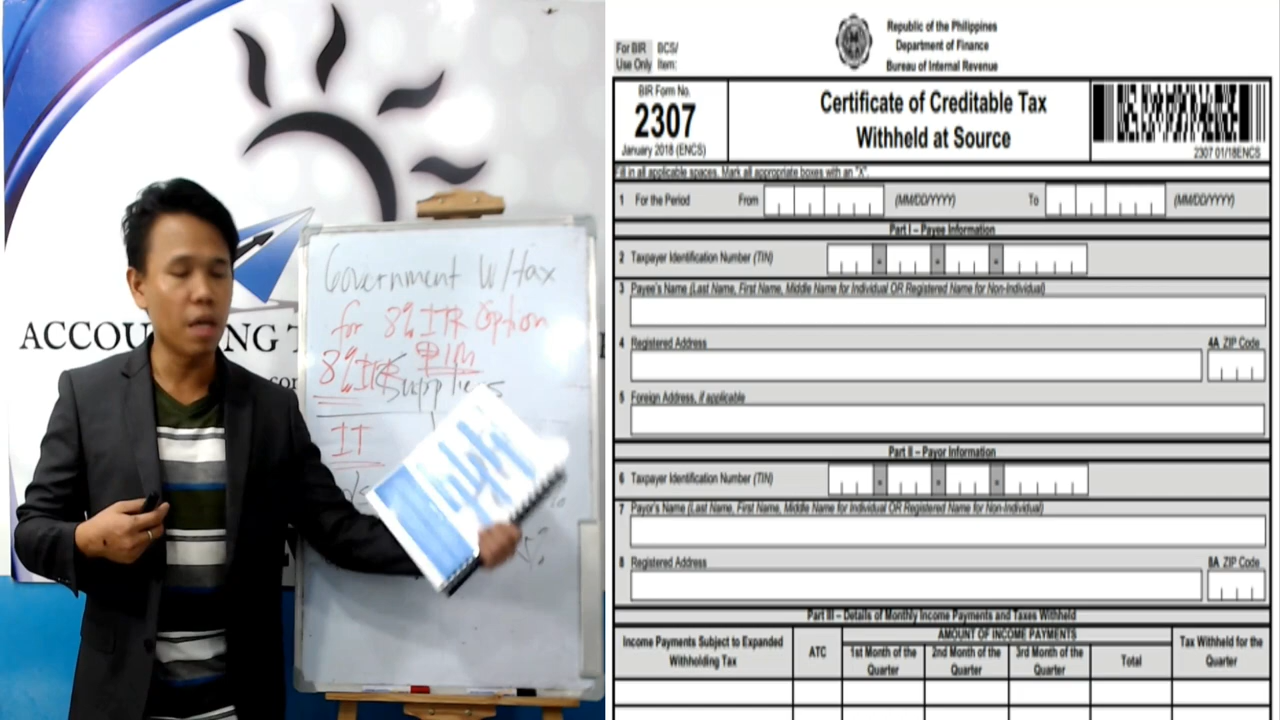 ACCOU NG T
Government W/tax
for 8% ITR Option
8% ITR ₱1M
Suppliers
IT
For BIR BCS/
Use Only Item:
Republic of the Philippines
Department of Finance
Bureau of Internal Revenue
BIR Form No.
2307
January 2018 (ENCS)
Certificate of Creditable Tax
Withheld at Source
2307 01/18ENCS
Fill in all applicable spaces. Mark all appropriate boxes with an "X".
1 For the Period From (MM/DD/YYYY) To (MM/DD/YYYY)
Part I – Payee Information
2 Taxpayer Identification Number (TIN)
3 Payee's Name (Last Name, First Name, Middle Name for Individual OR Registered Name for Non-Individual)
4 Registered Address 4A ZIP Code
5 Foreign Address, if applicable
Part II – Payor Information
6 Taxpayer Identification Number (TIN)
7 Payor's Name (Last Name, First Name, Middle Name for Individual OR Registered Name for Non-Individual)
8 Registered Address 8A ZIP Code
Part III – Details of Monthly Income Payments and Taxes Withheld
Income Payments Subject to Expanded
Withholding Tax
ATC
AMOUNT OF INCOME PAYMENTS
1st Month of the
Quarter
2nd Month of the
Quarter
3rd Month of the
Quarter
Total
Tax Withheld for the
Quarter